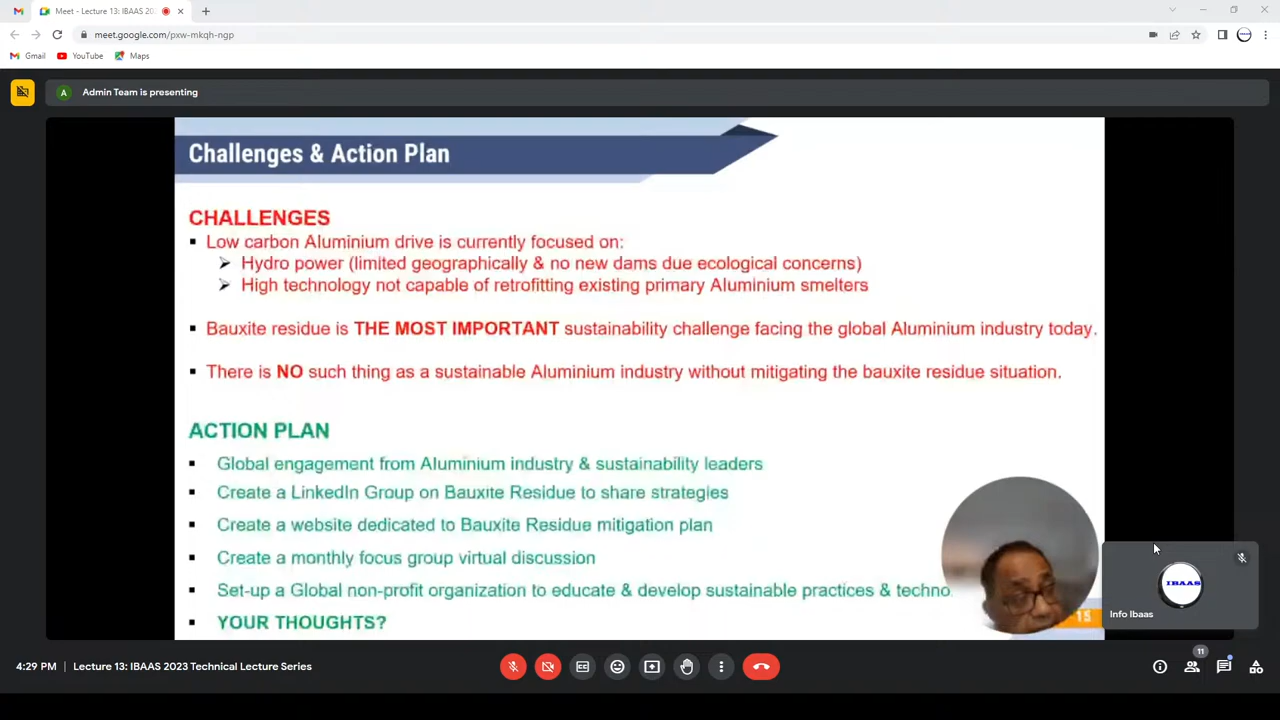 Meet - Lecture 13: IBAAS 202
meet.google.com/pxw-mkqh-ngp
Gmail
YouTube
Maps
A
Admin Team is presenting
Challenges & Action Plan
CHALLENGES
▪ Low carbon Aluminium drive is currently focused on:
➢ Hydro power (limited geographically & no new dams due ecological concerns)
➢ High technology not capable of retrofitting existing primary Aluminium smelters
▪ Bauxite residue is THE MOST IMPORTANT sustainability challenge facing the global Aluminium industry today.
▪ There is NO such thing as a sustainable Aluminium industry without mitigating the bauxite residue situation.
ACTION PLAN
▪ Global engagement from Aluminium industry & sustainability leaders
▪ Create a LinkedIn Group on Bauxite Residue to share strategies
▪ Create a website dedicated to Bauxite Residue mitigation plan
▪ Create a monthly focus group virtual discussion
▪ Set-up a Global non-profit organization to educate & develop sustainable practices & techno
▪ YOUR THOUGHTS?
15
IBAAS
Info Ibaas
4:29 PM | Lecture 13: IBAAS 2023 Technical Lecture Series
11